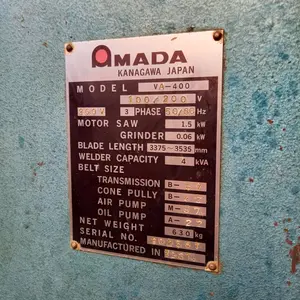 AMADA
KANAGAWA JAPAN
MODEL VA-400
200 V
3 PHASE 50/60 Hz
MOTOR SAW 1.5 kW
GRINDER 0.06 kW
BLADE LENGTH 3375~3535 mm
WELDER CAPACITY 4 kVA
BELT SIZE
TRANSMISSION B-
CONE PULLY B-
AIR PUMP M-
OIL PUMP A-
NET WEIGHT 630 kg
SERIAL NO.
MANUFACTURED IN